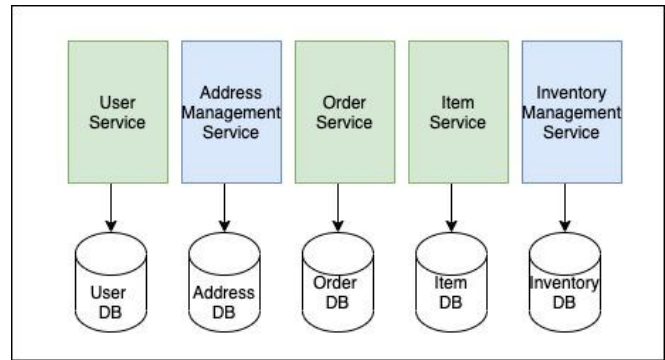 User
Service
Address
Management
Service
Order
Service
Item
Service
Inventory
Management
Service
User
DB
Address
DB
Order
DB
Item
DB
Inventory
DB